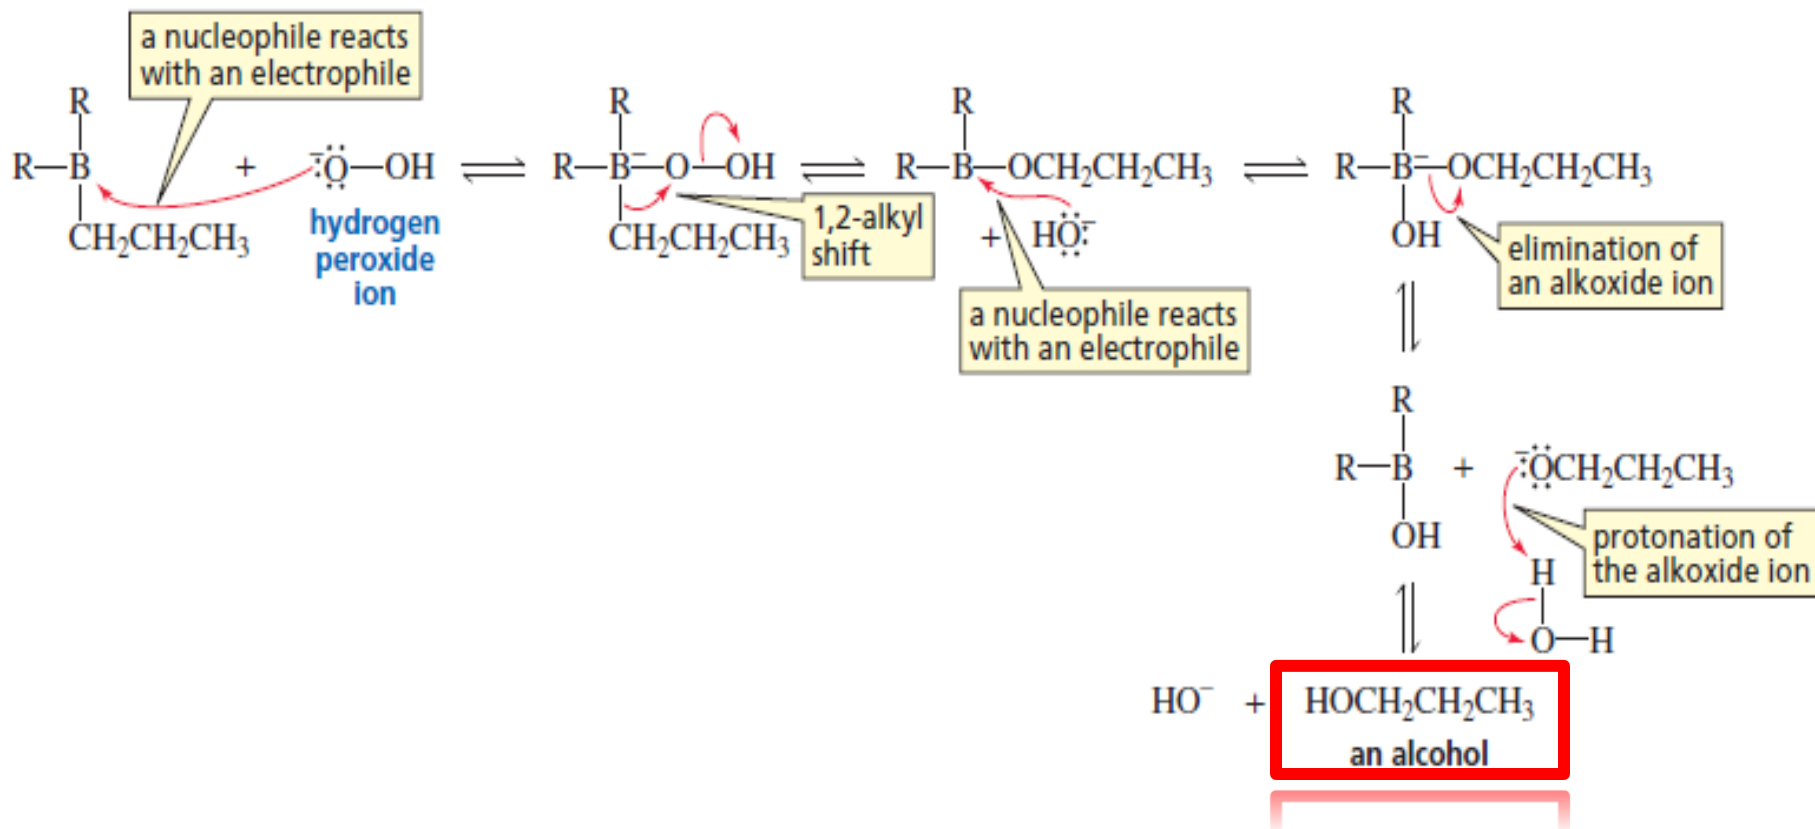 a nucleophile reacts
with an electrophile
R
R—B
CH₂CH₂CH₃
+
⁻:Ö—OH
hydrogen
peroxide
ion
R
R—B⁻—O—OH
CH₂CH₂CH₃
1,2-alkyl
shift
R
R—B—OCH₂CH₂CH₃
+ HÖ:⁻
a nucleophile reacts
with an electrophile
R
R—B⁻—OCH₂CH₂CH₃
OH
elimination of
an alkoxide ion
R
R—B + ⁻:ÖCH₂CH₂CH₃
OH
protonation of
the alkoxide ion
H
O—H
HO⁻ + HOCH₂CH₂CH₃
an alcohol